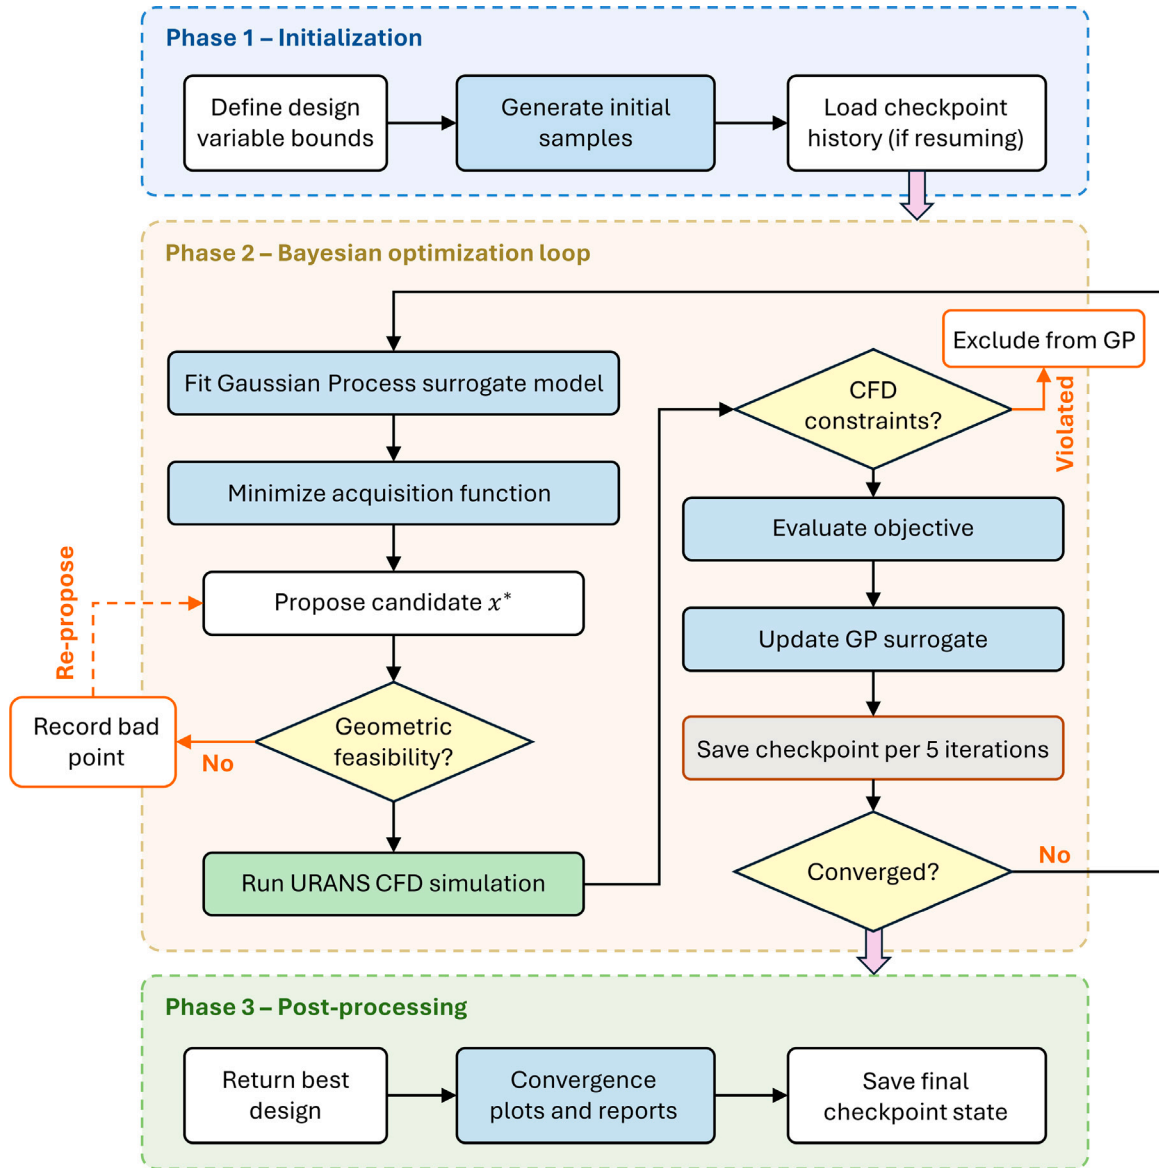 Phase 1 – Initialization
Define design
variable bounds
Generate initial
samples
Load checkpoint
history (if resuming)
Phase 2 – Bayesian optimization loop
Fit Gaussian Process surrogate model
Minimize acquisition function
Propose candidate x*
Re-propose
Record bad
point
No
Geometric
feasibility?
Run URANS CFD simulation
CFD
constraints?
Violated
Exclude from GP
Evaluate objective
Update GP surrogate
Save checkpoint per 5 iterations
Converged?
No
Phase 3 – Post-processing
Return best
design
Convergence
plots and reports
Save final
checkpoint state